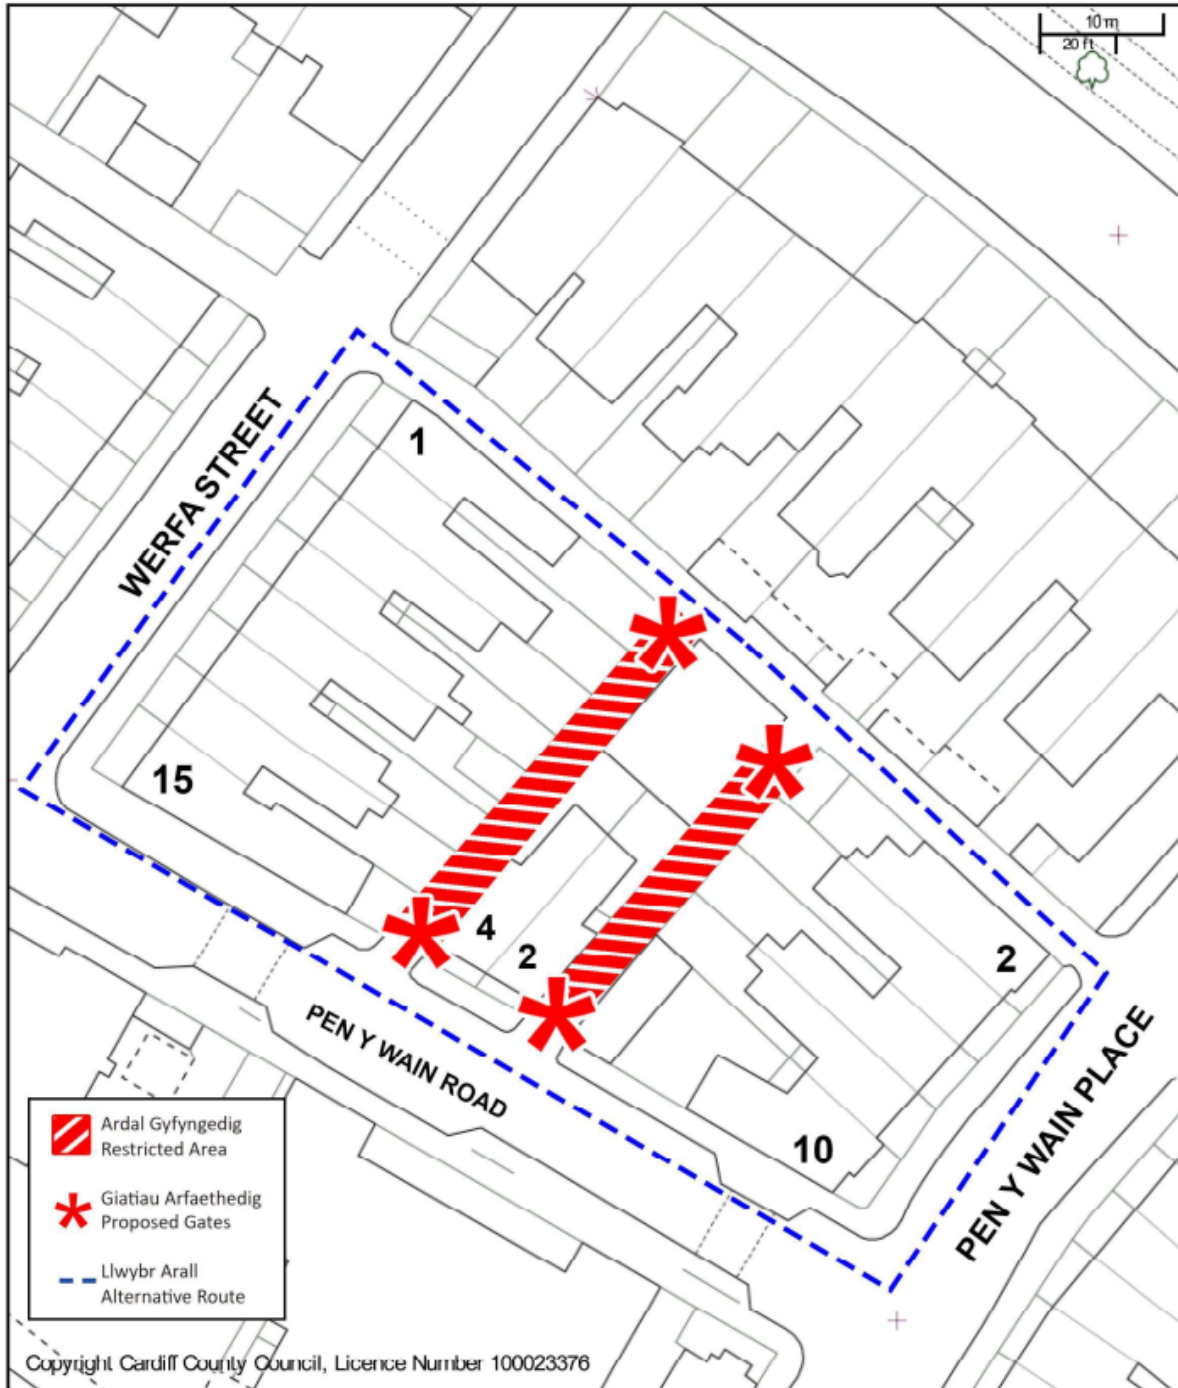 10 m
20 ft
1
WERFA STREET
15
4
2
2
PEN Y WAIN ROAD
10
PEN Y WAIN PLACE
Ardal Gyfyngedig
Restricted Area
Giatiau Arfaethedig
Proposed Gates
Llwybr Arall
Alternative Route
Copyright Cardiff County Council, Licence Number 100023376